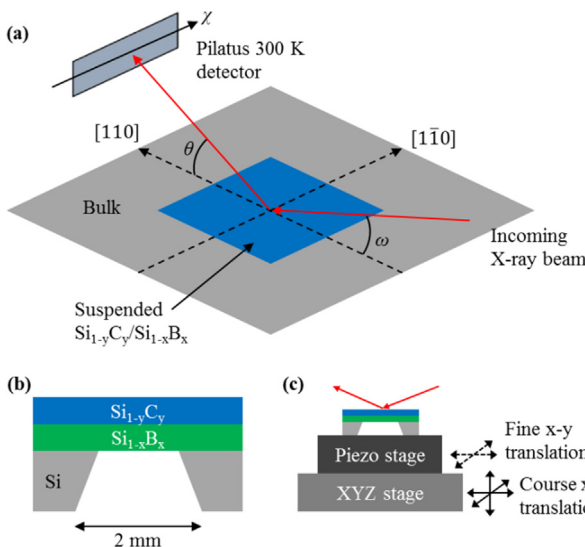 (a)
χ
Pilatus 300 K
detector
[110]
[11̄0]
θ
Bulk
ω
Incoming
X-ray beam
Suspended
Si₁₋yCy/Si₁₋ₓBₓ
(b)
Si₁₋yCy
Si₁₋ₓBₓ
Si
2 mm
(c)
Fine x-y
translation
Piezo stage
XYZ stage
Course x
translation